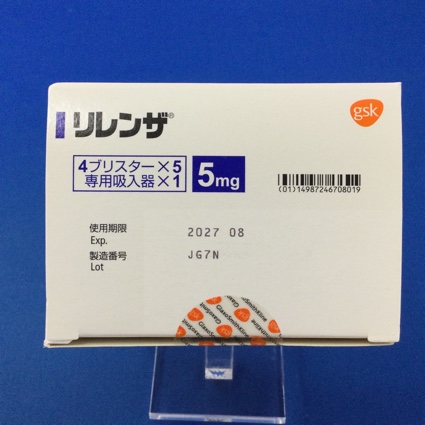 リレンザ®
gsk
4ブリスター×5
専用吸入器×1
5mg
(01)14987246708019
使用期限
Exp.
2027 08
製造番号
Lot
JG7N
GlaxoSmithKline